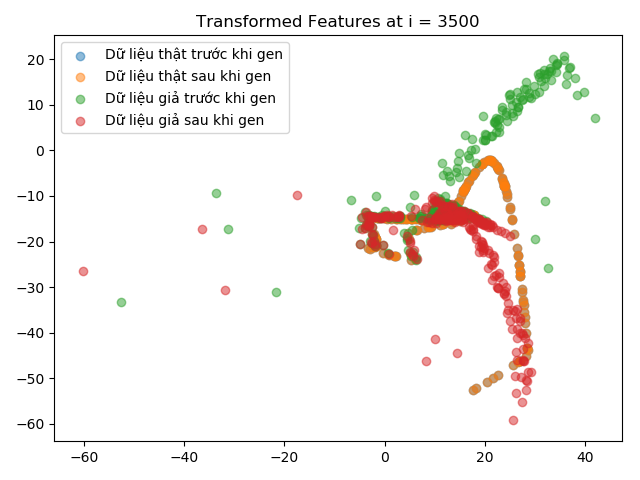 Transformed Features at i = 3500
Dữ liệu thật trước khi gen
Dữ liệu thật sau khi gen
Dữ liệu giả trước khi gen
Dữ liệu giả sau khi gen
20
10
0
−10
−20
−30
−40
−50
−60
−60 −40 −20 0 20 40